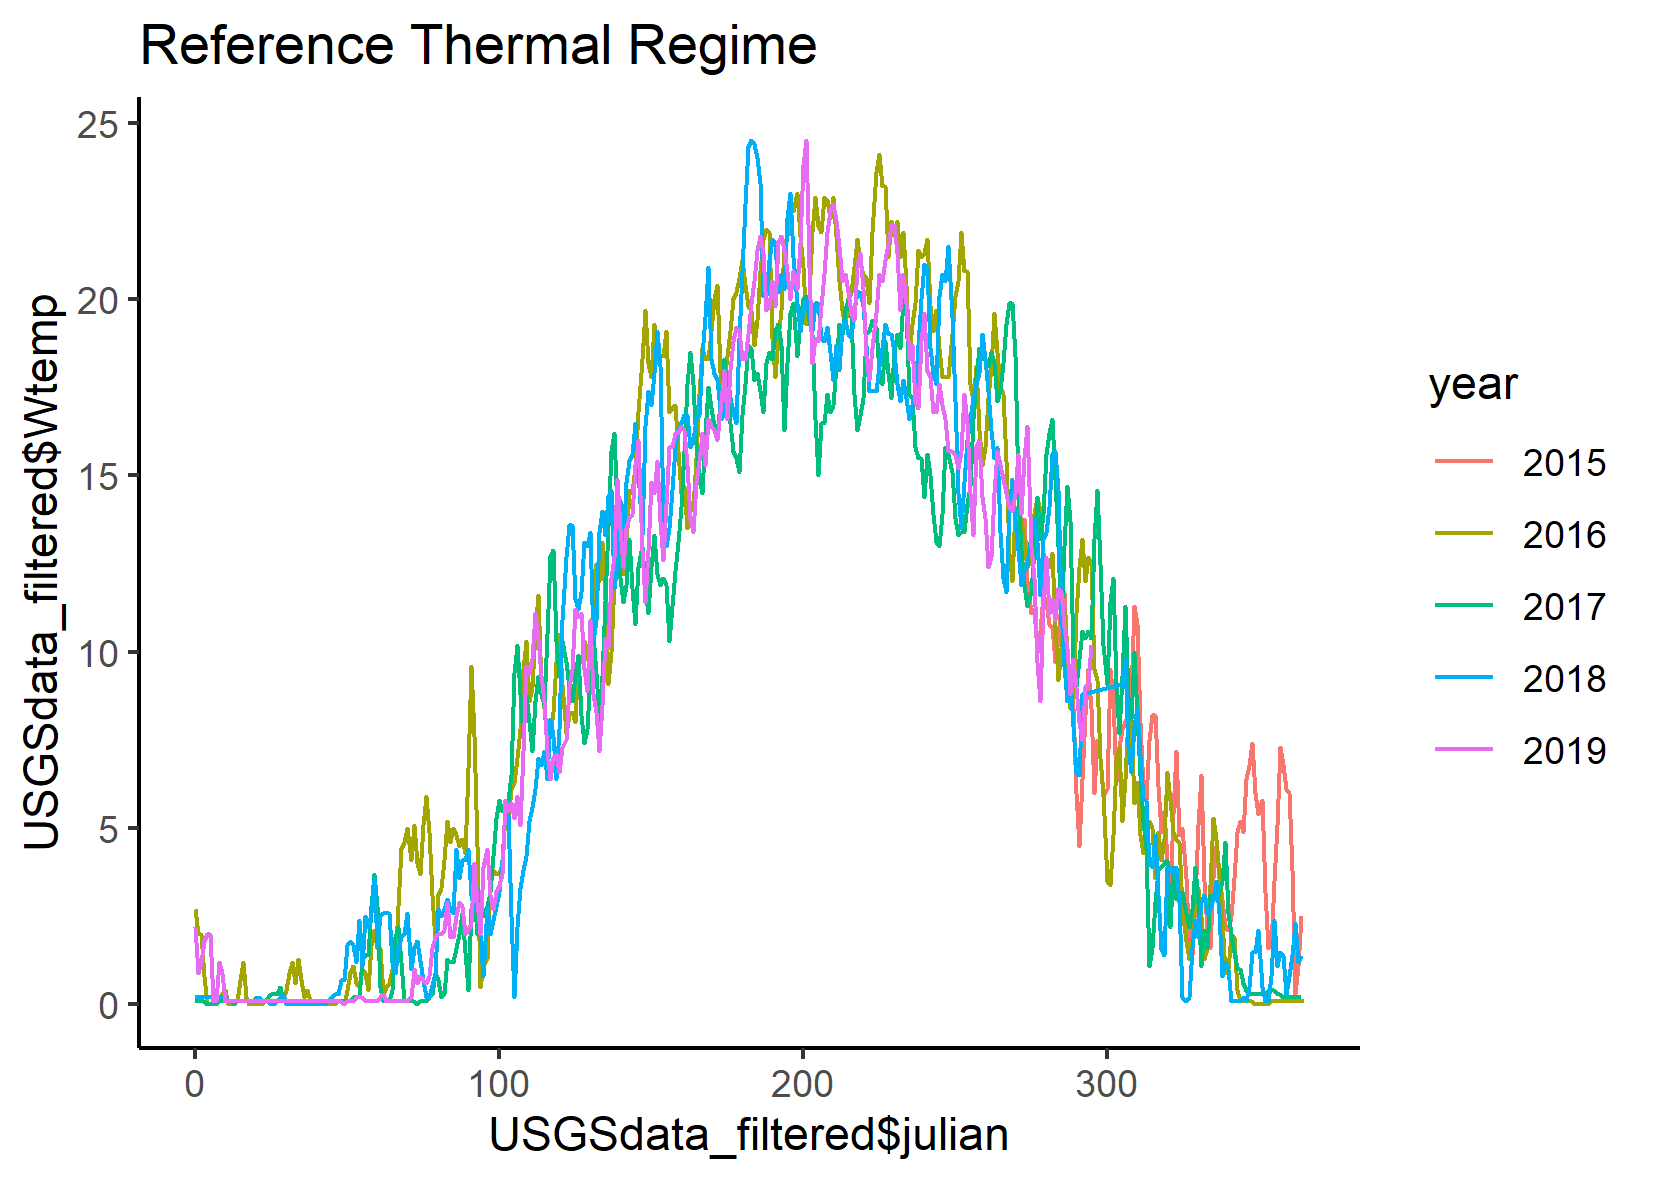 Reference Thermal Regime
USGSdata_filtered$Wtemp
25
20
15
10
5
0
0 100 200 300
USGSdata_filtered$julian
year
2015
2016
2017
2018
2019